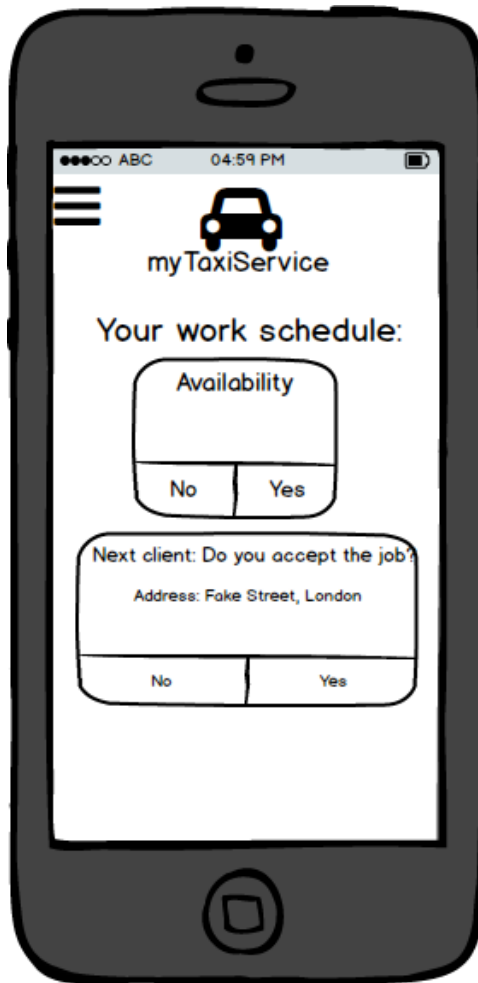 ABC 04:59 PM
myTaxiService
Your work schedule:
Availability
No Yes
Next client: Do you accept the job?
Address: Fake Street, London
No Yes